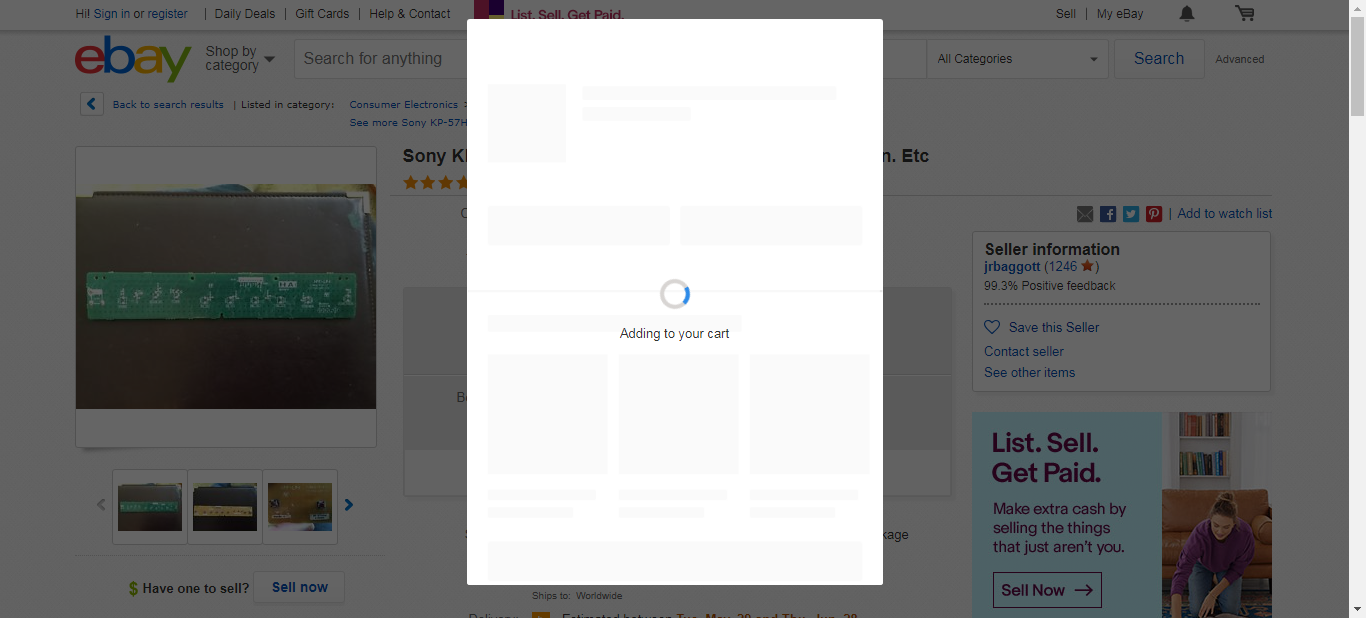 Hi! Sign in or register | Daily Deals | Gift Cards | Help & Contact
List. Sell. Get Paid.
Sell | My eBay
ebay
Shop by
category
Search for anything
All Categories
Search
Advanced
Back to search results | Listed in category:
Consumer Electronics
See more Sony KP-57H
Sony K
n. Etc
| Add to watch list
Seller information
jrbaggott (1246 )
99.3% Positive feedback
Save this Seller
Contact seller
See other items
Adding to your cart
List. Sell.
Get Paid.
Make extra cash by
selling the things
that just aren't you.
Sell Now
kage
$ Have one to sell? Sell now
Ships to: Worldwide
Estimated between Tue. May. 29 and Thu. Jun. 28